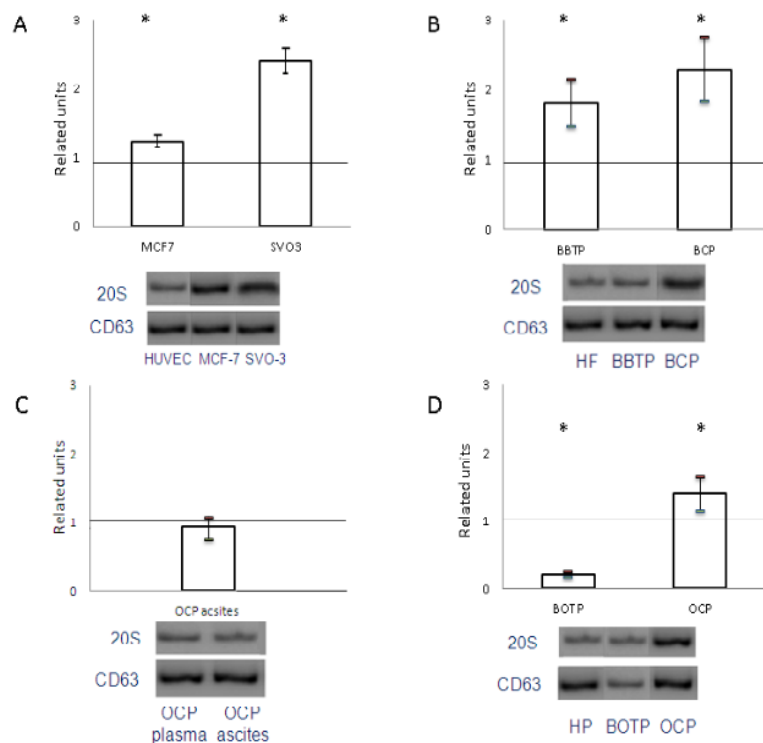 A
3
*
*
2
1
0
Related units
MCF7
SVO3
20S
CD63
HUVEC MCF-7 SVO-3
B
3
*
*
2
1
0
Related units
BBTP
BCP
20S
CD63
HF BBTP BCP
C
3
2
1
0
Related units
OCP acsites
20S
CD63
OCP OCP
plasma ascites
D
3
*
*
2
1
0
Related units
BOTP
OCP
20S
CD63
HP BOTP OCP